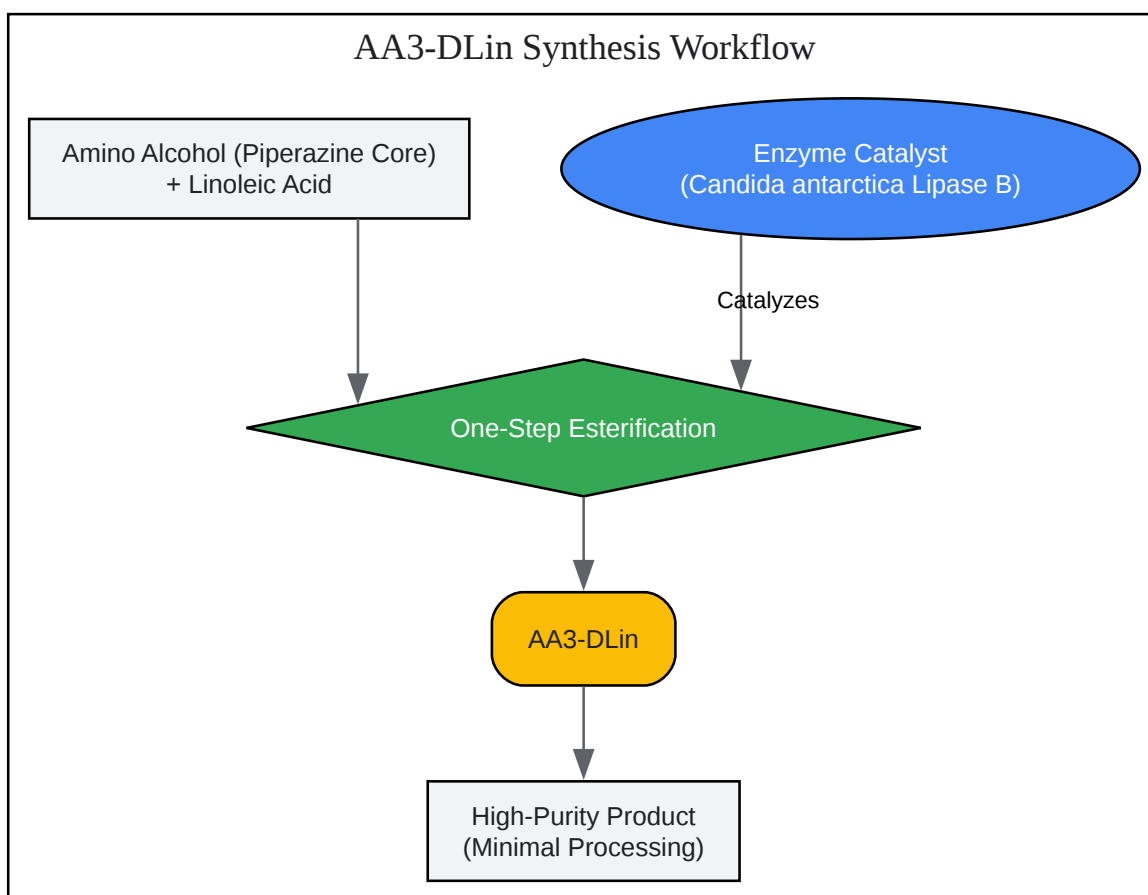 AA3-DLin Synthesis Workflow
Amino Alcohol (Piperazine Core)
+ Linoleic Acid
Enzyme Catalyst
(Candida antarctica Lipase B)
Catalyzes
One-Step Esterification
AA3-DLin
High-Purity Product
(Minimal Processing)